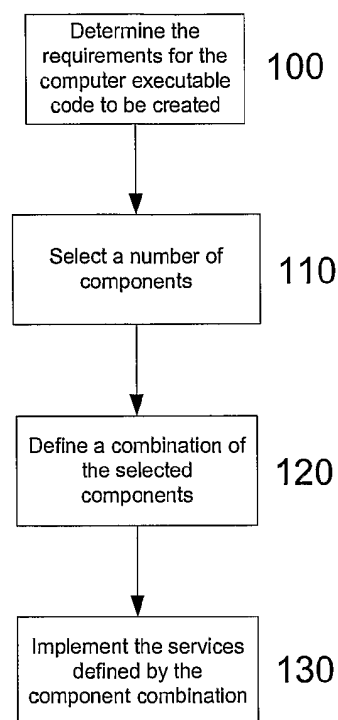 Determine the
requirements for the
computer executable
code to be created
100
Select a number of
components
110
Define a combination of
the selected
components
120
Implement the services
defined by the
component combination
130